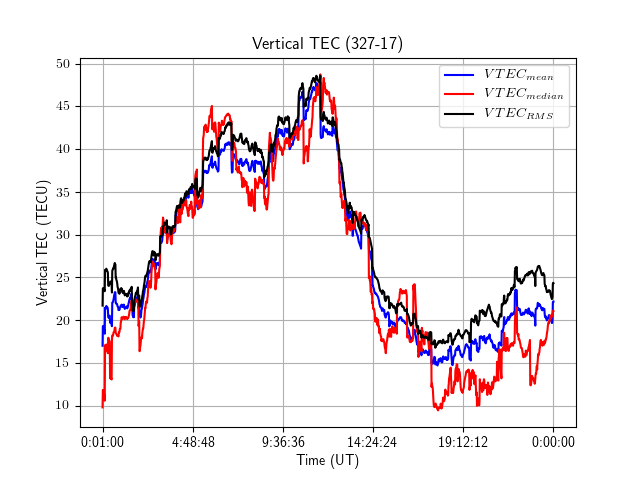 Vertical TEC (327-17)
VTEC_mean
VTEC_median
VTEC_RMS
Vertical TEC (TECU)
50
45
40
35
30
25
20
15
10
0:01:00 4:48:48 9:36:36 14:24:24 19:12:12 0:00:00
Time (UT)